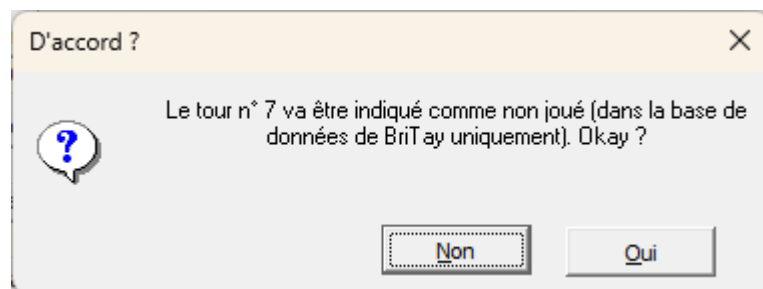 D'accord ?
Le tour n° 7 va être indiqué comme non joué (dans la base de
données de BriTay uniquement). Okay ?
Non
Oui